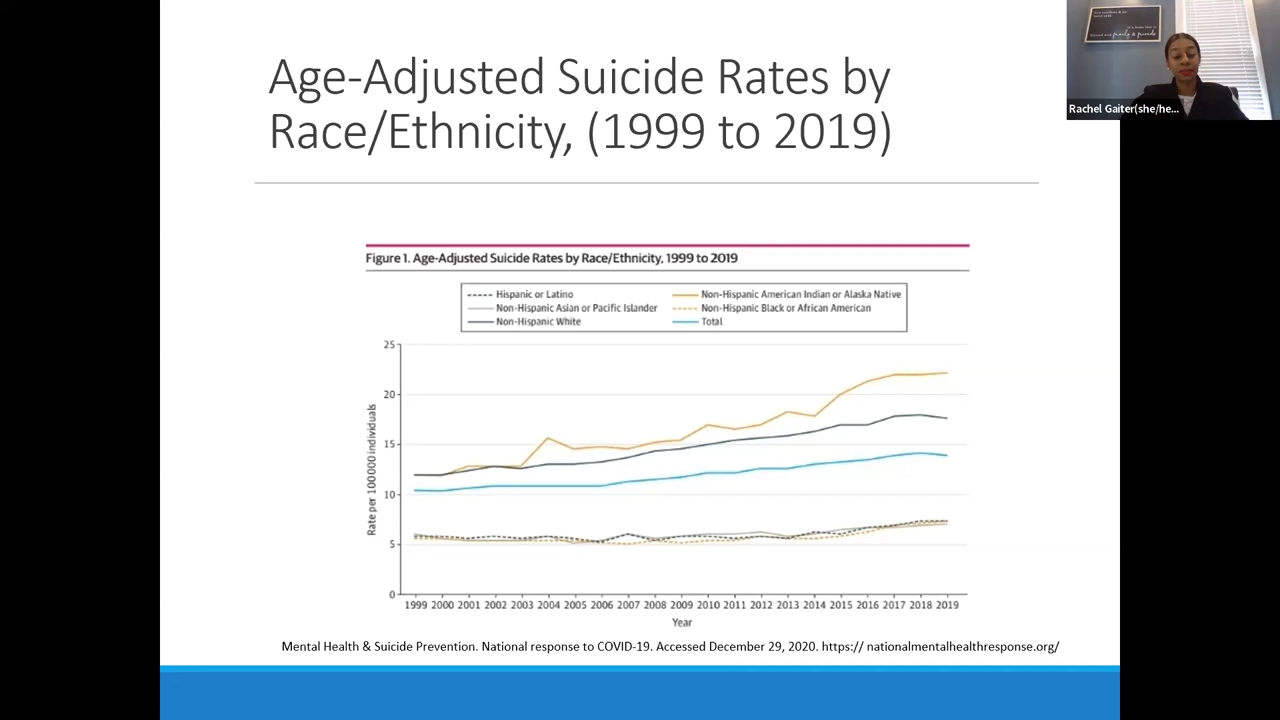 Age-Adjusted Suicide Rates by
Race/Ethnicity, (1999 to 2019)
Rachel Gaiter(she/he...
family & friends
Figure 1. Age-Adjusted Suicide Rates by Race/Ethnicity, 1999 to 2019
Hispanic or Latino
Non-Hispanic American Indian or Alaska Native
Non-Hispanic Asian or Pacific Islander
Non-Hispanic Black or African American
Non-Hispanic White
Total
25
20
15
10
5
0
Rate per 100000 individuals
1999 2000 2001 2002 2003 2004 2005 2006 2007 2008 2009 2010 2011 2012 2013 2014 2015 2016 2017 2018 2019
Year
Mental Health & Suicide Prevention. National response to COVID-19. Accessed December 29, 2020. https:// nationalmentalhealthresponse.org/